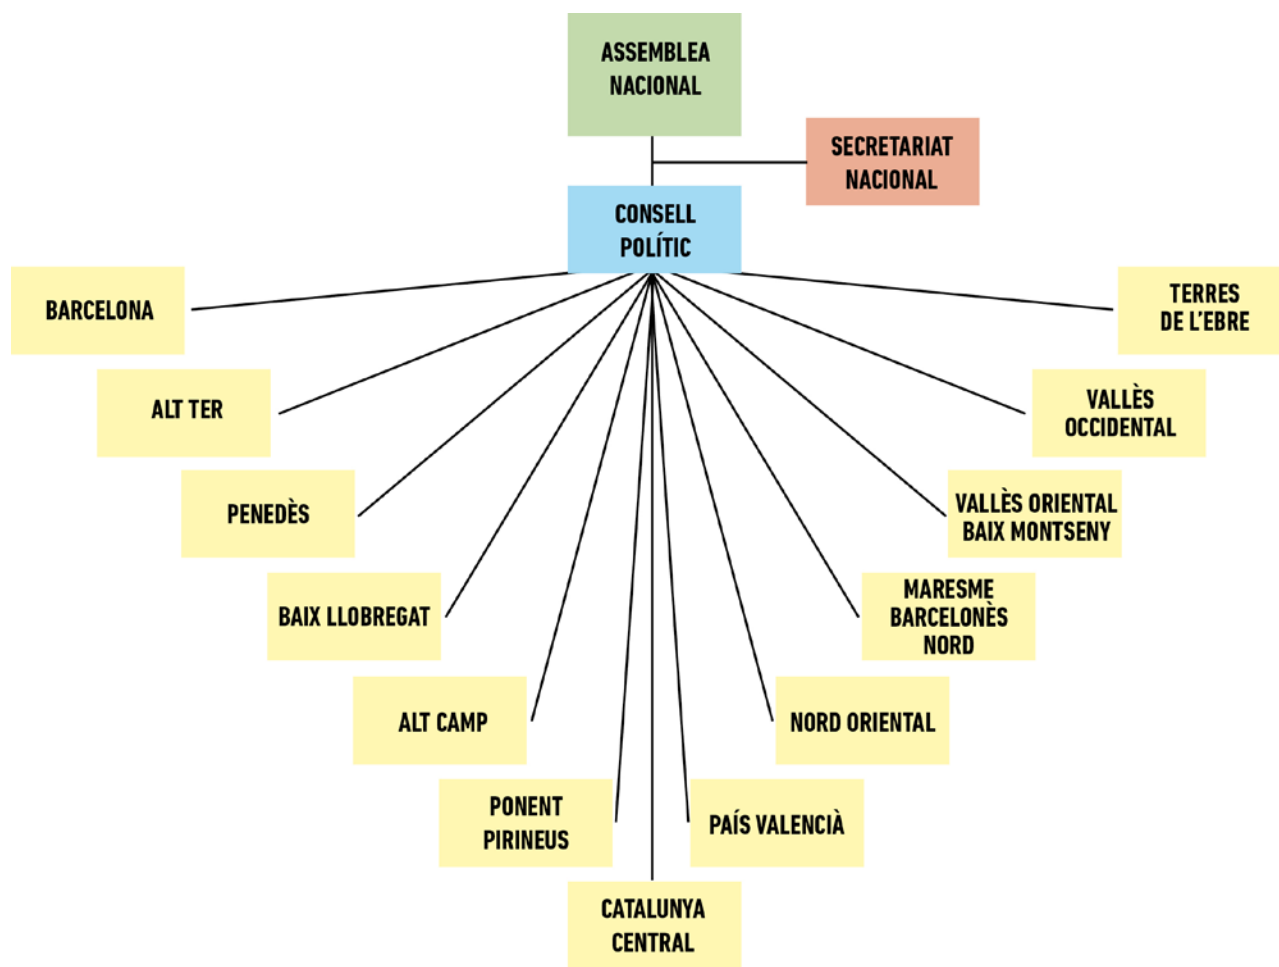 ASSEMBLEA
NACIONAL
SECRETARIAT
NACIONAL
CONSELL
POLÍTIC
BARCELONA
TERRES
DE L'EBRE
ALT TER
VALLÈS
OCCIDENTAL
PENEDÈS
VALLÈS ORIENTAL
BAIX MONTSENY
BAIX LLOBREGAT
MARESME
BARCELONÈS
NORD
ALT CAMP
NORD ORIENTAL
PONENT
PIRINEUS
PAÍS VALENCIÀ
CATALUNYA
CENTRAL